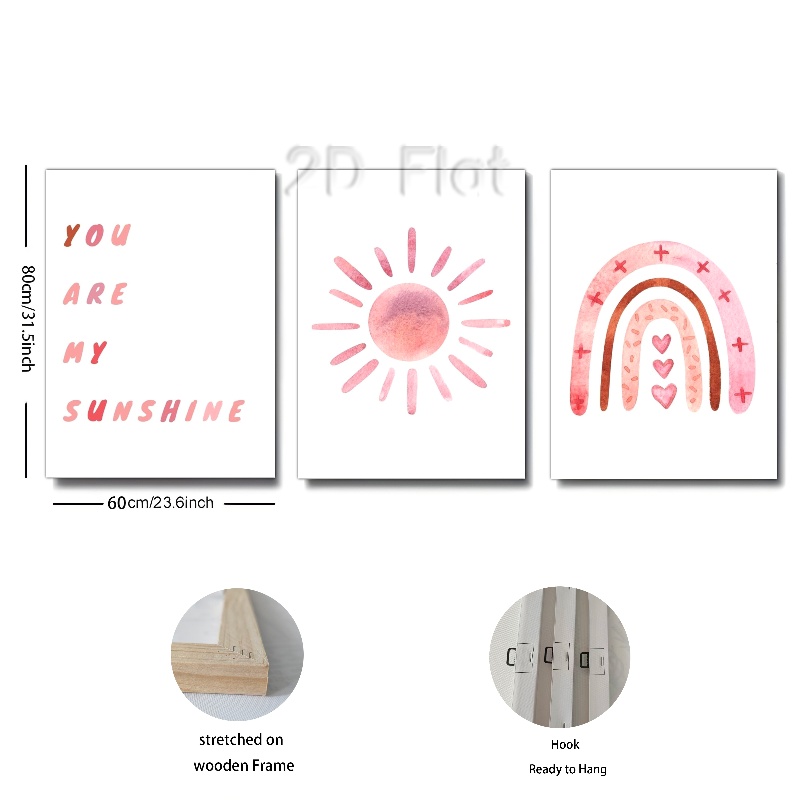 2D Flat
YOU
ARE
MY
SUNSHINE
80cm/31.5inch
60cm/23.6inch
stretched on
wooden Frame
Hook
Ready to Hang